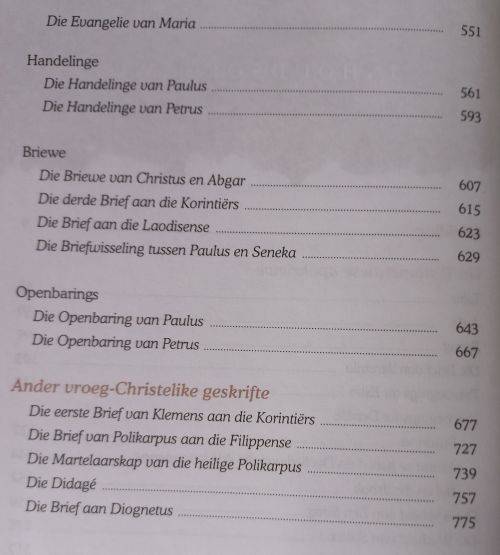 Die Evangelie van Maria ........ 551
Handelinge
Die Handelinge van Paulus ........ 561
Die Handelinge van Petrus ........ 593
Briewe
Die Briewe van Christus en Abgar ........ 607
Die derde Brief aan die Korintiërs ........ 615
Die Brief aan die Laodisense ........ 623
Die Briefwisseling tussen Paulus en Seneka ........ 629
Openbarings
Die Openbaring van Paulus ........ 643
Die Openbaring van Petrus ........ 667
Ander vroeg-Christelike geskrifte
Die eerste Brief van Klemens aan die Korintiërs ........ 677
Die Brief van Polikarpus aan die Filippense ........ 727
Die Martelaarskap van die heilige Polikarpus ........ 739
Die Didagé ........ 757
Die Brief aan Diognetus ........ 775